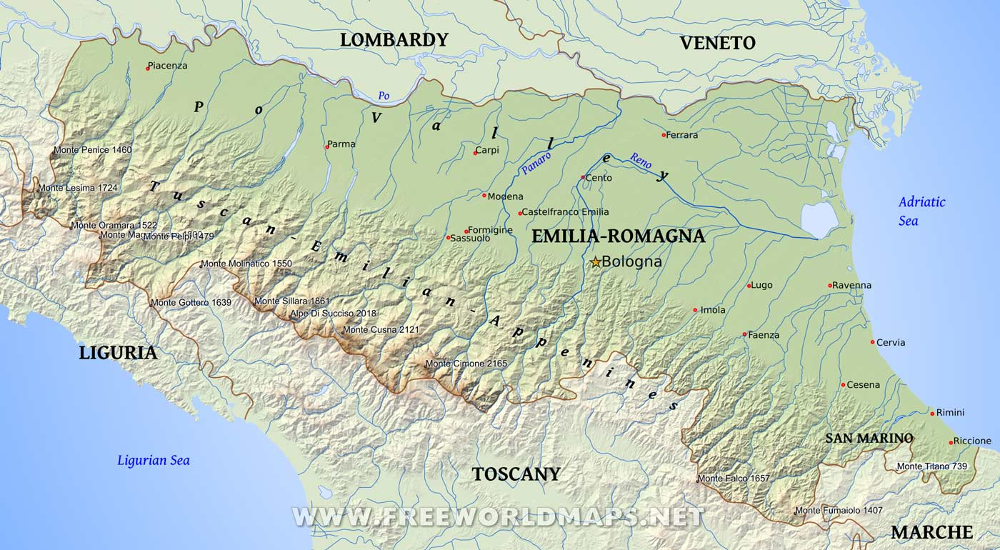 LOMBARDY
VENETO
Piacenza
Po
Po Valley
Parma
Carpi
Ferrara
Monte Penice 1460
Panaro
Reno
Cento
Monte Lesima 1724
Modena
Castelfranco Emilia
Adriatic
Sea
Monte Oramara 1522
Monte Pelpi 1479
Formigine
Sassuolo
EMILIA-ROMAGNA
Bologna
Tuscan-Emilian-Appennines
Monte Molinatico 1550
Monte Gottero 1639
Monte Sillara 1861
Alpe Di Succiso 2018
Monte Cusna 2121
Monte Cimone 2165
Lugo
Ravenna
Imola
Faenza
Cervia
LIGURIA
Cesena
Rimini
SAN MARINO
Riccione
Monte Titano 739
Ligurian Sea
TOSCANY
Monte Falco 1657
Monte Fumaiolo 1407
WWW.FREEWORLDMAPS.NET
MARCHE